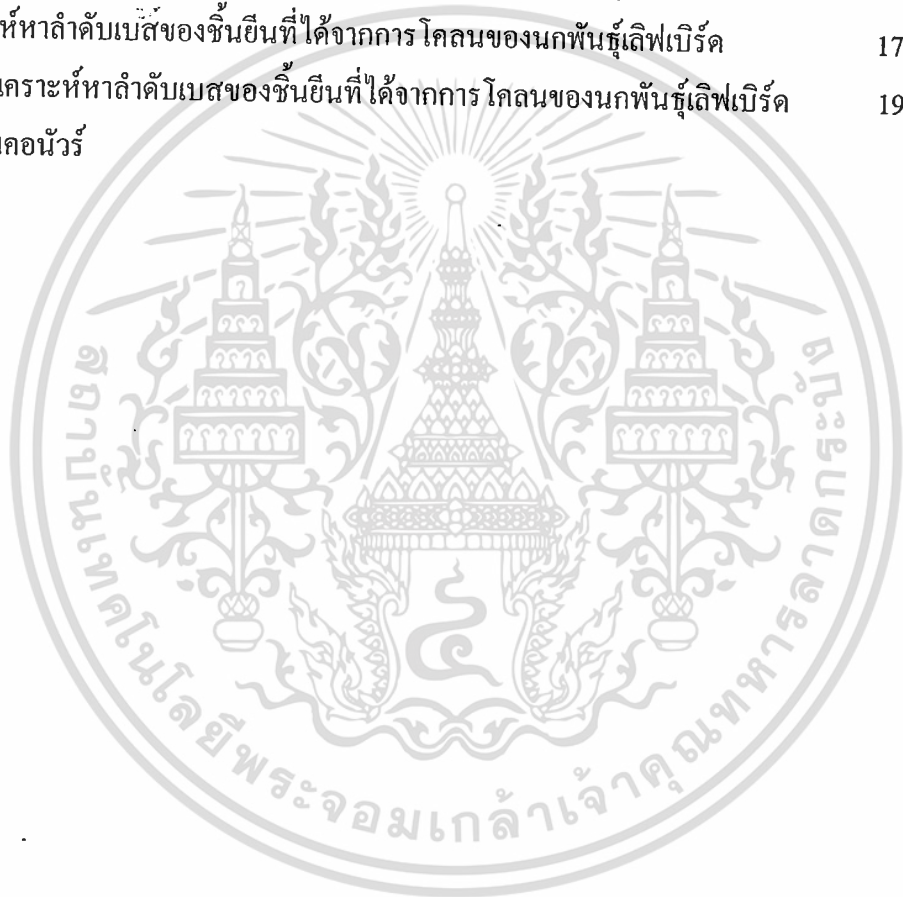 ห์หาลำดับเบสของชิ้นยีนที่ได้จากการโคลนของนกพันธุ์เลิฟเบิร์ด 17
เคราะห์หาลำดับเบสของชิ้นยีนที่ได้จากการโคลนของนกพันธุ์เลิฟเบิร์ด 19
คอนัวร์
สถาบันเทคโนโลยีพระจอมเกล้าเจ้าคุณทหารลาดกระบัง
๔